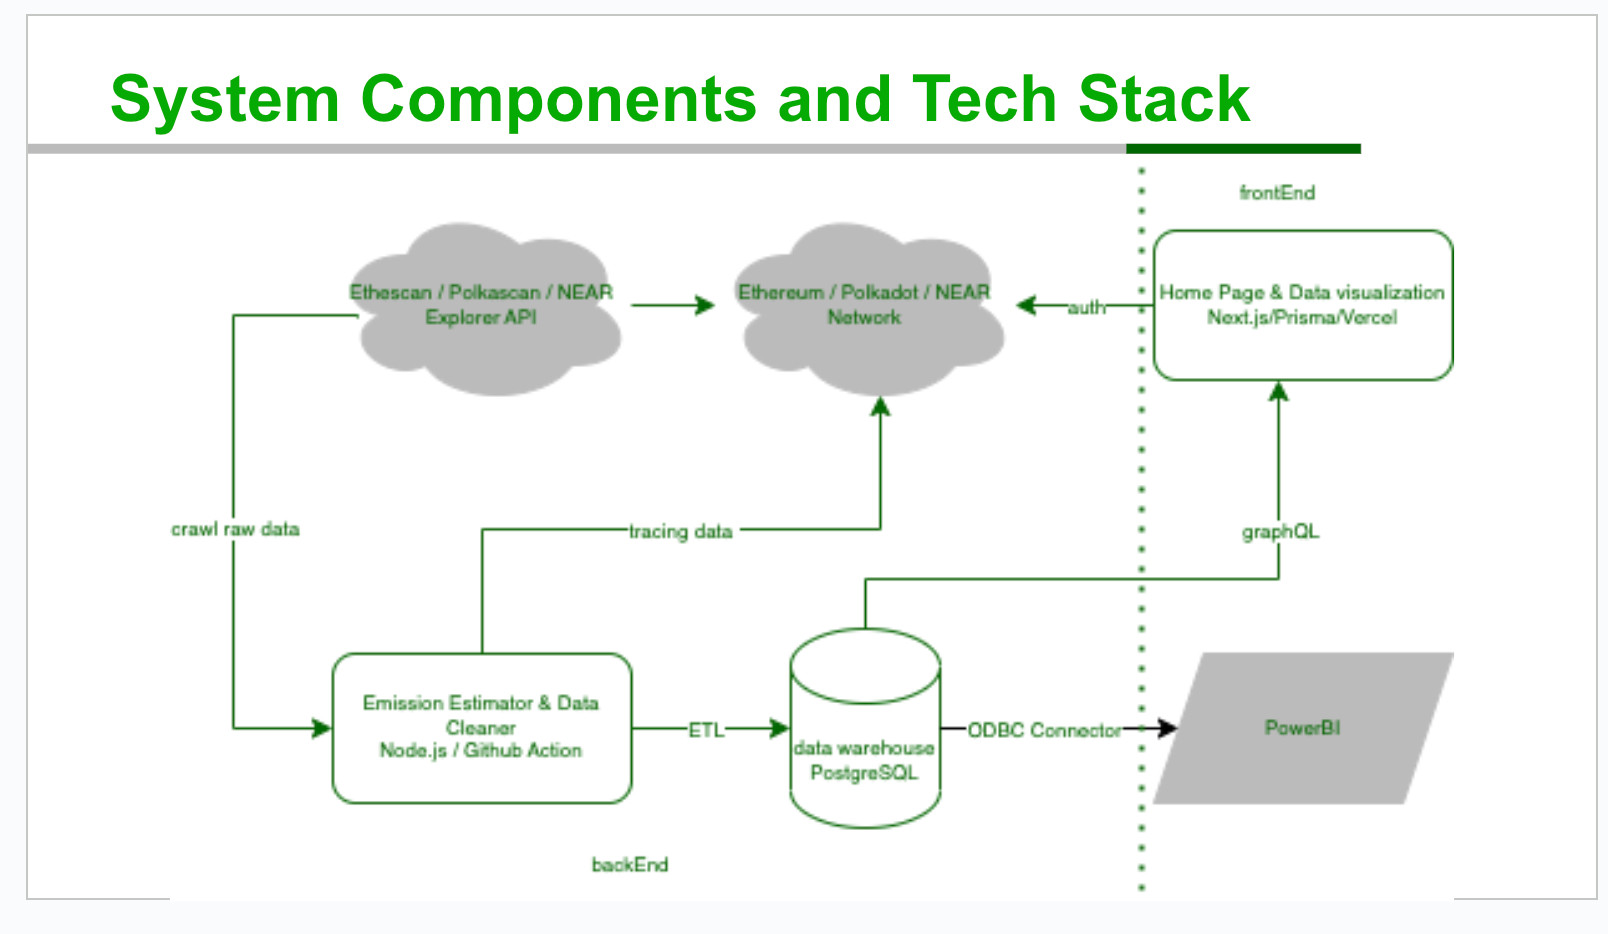 System Components and Tech Stack
frontEnd
Ethescan / Polkascan / NEAR
Explorer API
Ethereum / Polkadot / NEAR
Network
auth
Home Page & Data visualization
Next.js/Prisma/Vercel
crawl raw data
tracing data
graphQL
Emission Estimator & Data
Cleaner
Node.js / Github Action
ETL
data warehouse
PostgreSQL
ODBC Connector
PowerBI
backEnd